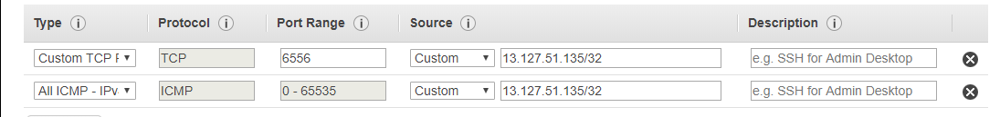 Type i Protocol i Port Range i Source i Description i
Custom TCP F TCP 6556 Custom 13.127.51.135/32 e.g. SSH for Admin Desktop
All ICMP - IPv ICMP 0 - 65535 Custom 13.127.51.135/32 e.g. SSH for Admin Desktop